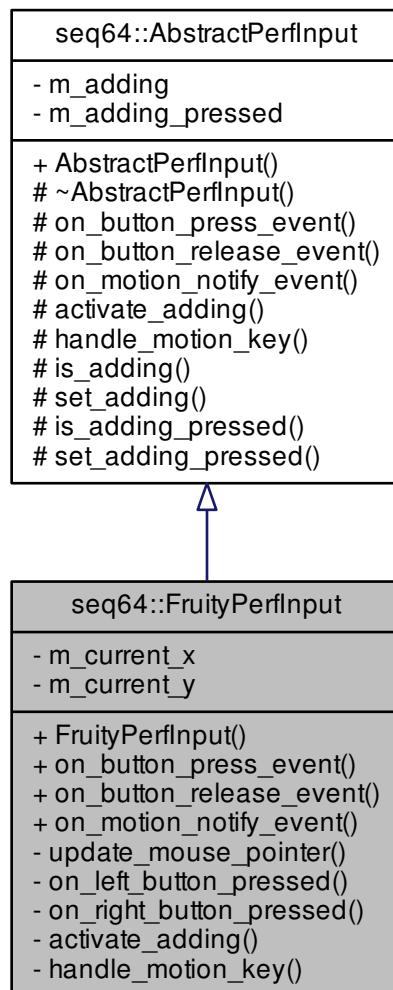 seq64::AbstractPerfInput
- m_adding
- m_adding_pressed
+ AbstractPerfInput()
# ~AbstractPerfInput()
# on_button_press_event()
# on_button_release_event()
# on_motion_notify_event()
# activate_adding()
# handle_motion_key()
# is_adding()
# set_adding()
# is_adding_pressed()
# set_adding_pressed()
seq64::FruityPerfInput
- m_current_x
- m_current_y
+ FruityPerfInput()
+ on_button_press_event()
+ on_button_release_event()
+ on_motion_notify_event()
- update_mouse_pointer()
- on_left_button_pressed()
- on_right_button_pressed()
- activate_adding()
- handle_motion_key()